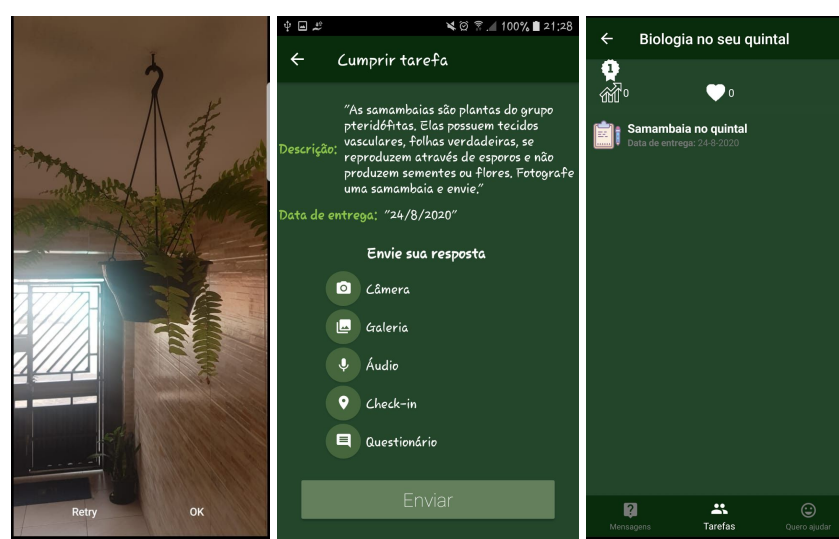 Retry
OK
100% 21:28
Cumprir tarefa
"As samambaias são plantas do grupo
pteridófitas. Elas possuem tecidos
vasculares, folhas verdadeiras, se
reproduzem através de esporos e não
produzem sementes ou flores. Fotografe
uma samambaia e envie."
Descrição:
Data de entrega: "24/8/2020"
Envie sua resposta
Câmera
Galeria
Áudio
Check-in
Questionário
Enviar
Biologia no seu quintal
1
0
0
Samambaia no quintal
Data de entrega: 24-8-2020
Mensagens
Tarefas
Quero ajudar